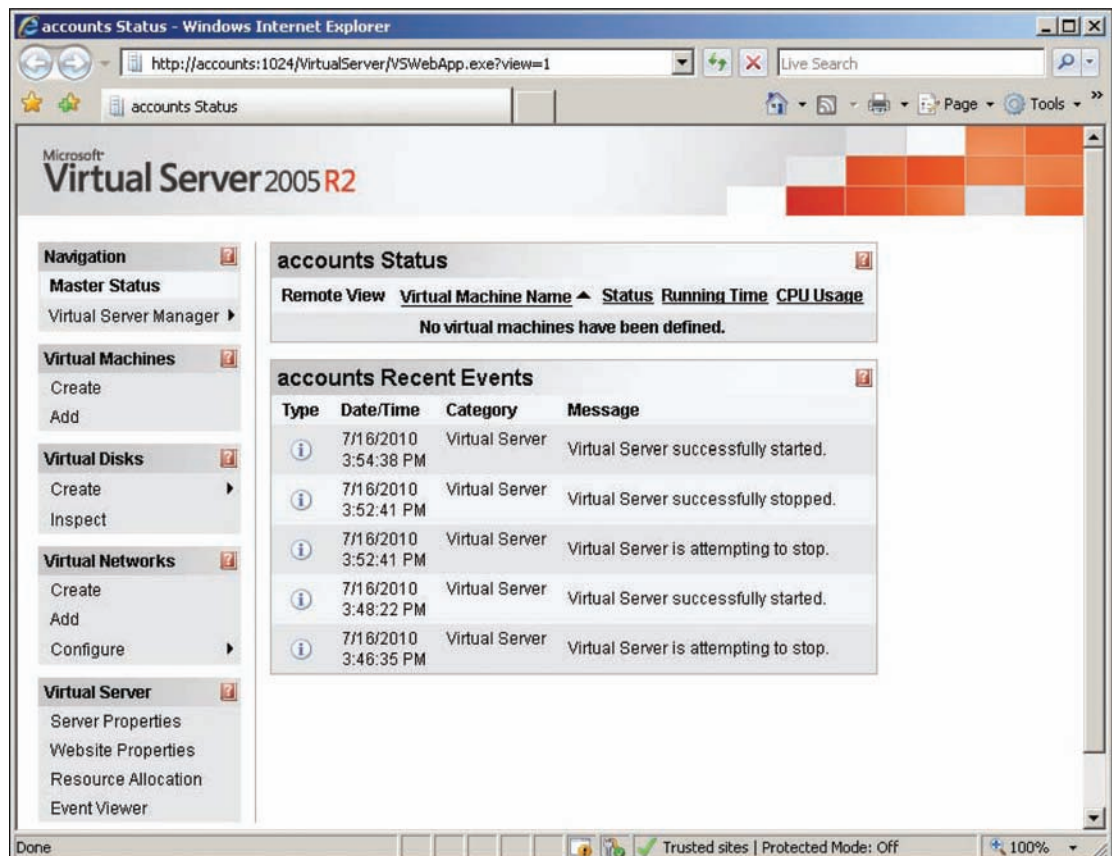 accounts Status - Windows Internet Explorer
http://accounts:1024/VirtualServer/VSWebApp.exe?view=1
Live Search
accounts Status
Page
Tools
Microsoft
Virtual Server 2005 R2
Navigation
Master Status
Virtual Server Manager
Virtual Machines
Create
Add
Virtual Disks
Create
Inspect
Virtual Networks
Create
Add
Configure
Virtual Server
Server Properties
Website Properties
Resource Allocation
Event Viewer
accounts Status
Remote View Virtual Machine Name Status Running Time CPU Usage
No virtual machines have been defined.
accounts Recent Events
Type Date/Time Category Message
7/16/2010 3:54:38 PM Virtual Server Virtual Server successfully started.
7/16/2010 3:52:41 PM Virtual Server Virtual Server successfully stopped.
7/16/2010 3:52:41 PM Virtual Server Virtual Server is attempting to stop.
7/16/2010 3:48:22 PM Virtual Server Virtual Server successfully started.
7/16/2010 3:46:35 PM Virtual Server Virtual Server is attempting to stop.
Done
Trusted sites | Protected Mode: Off
100%